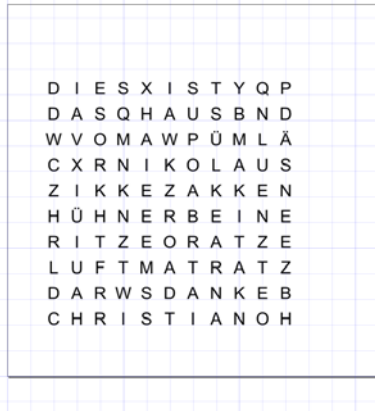 D I E S X I S T Y Q P
D A S Q H A U S B N D
W V O M A W P Ü M L Ä
C X R N I K O L A U S
Z I K K E Z A K K E N
H Ü H N E R B E I N E
R I T Z E O R A T Z E
L U F T M A T R A T Z
D A R W S D A N K E B
C H R I S T I A N O H